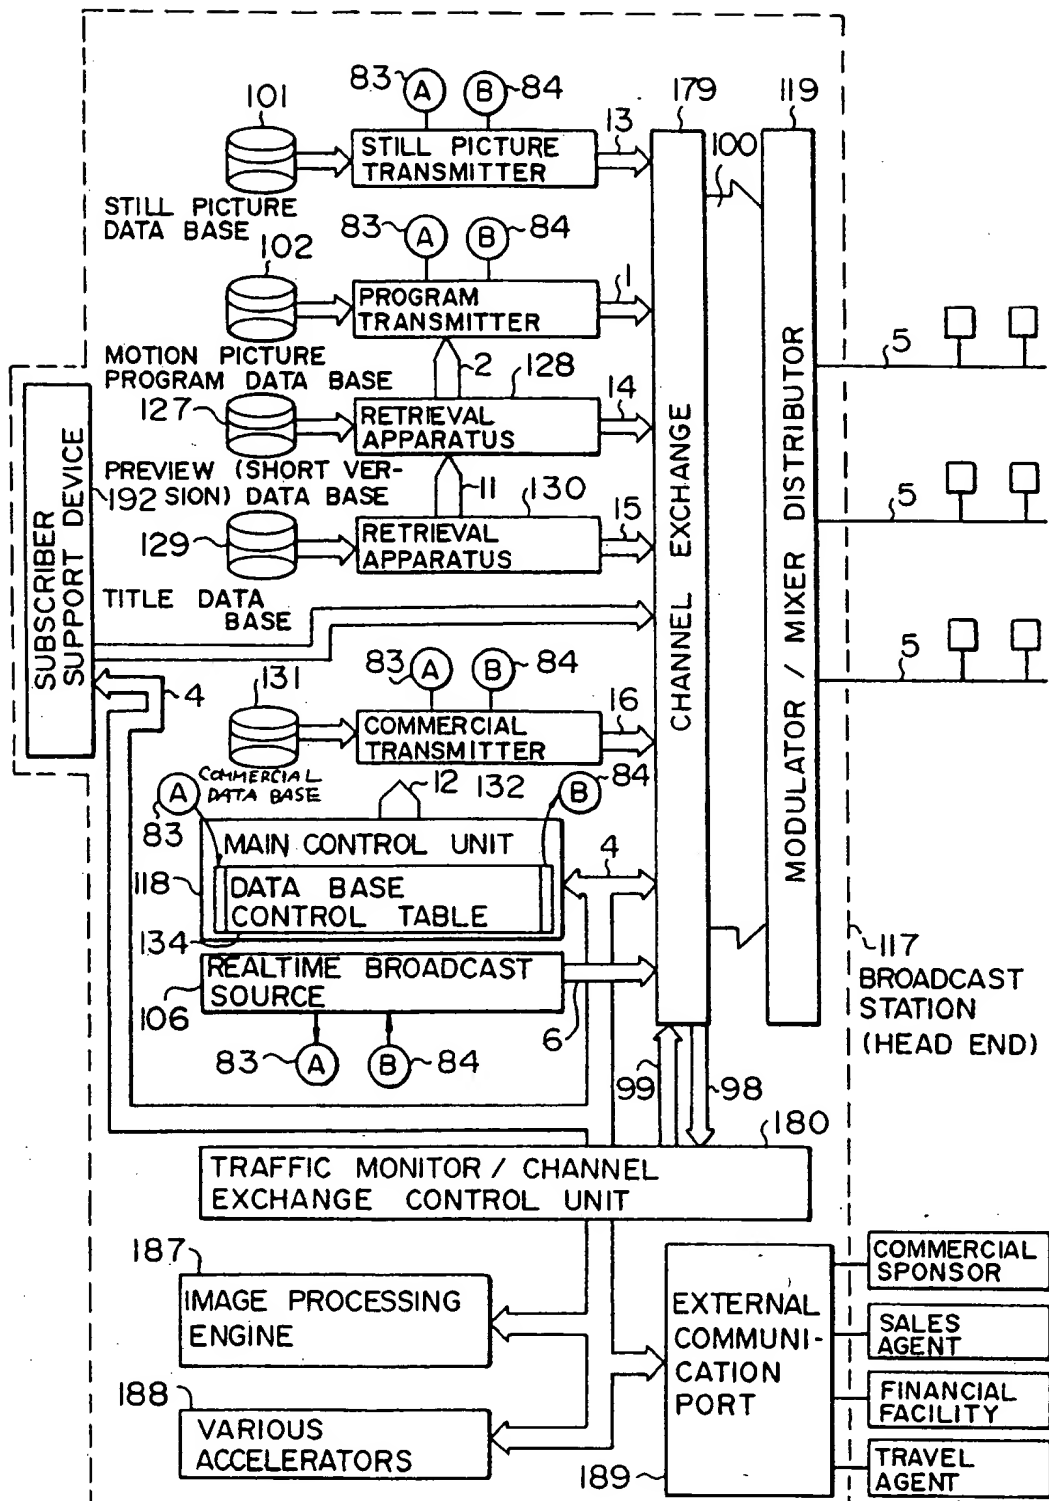 83 A B 84
101
179
119
STILL PICTURE
TRANSMITTER
13
100
STILL PICTURE
DATA BASE
83 A B 84
102
PROGRAM
TRANSMITTER
1
MOTION PICTURE
PROGRAM DATA BASE
2
128
127
RETRIEVAL
APPARATUS
14
PREVIEW (SHORT VER-
SION) DATA BASE
192
11
130
129
RETRIEVAL
APPARATUS
15
TITLE DATA
BASE
SUBSCRIBER
SUPPORT DEVICE
4
CHANNEL EXCHANGE
MODULATOR / MIXER DISTRIBUTOR
5
5
5
83 A B 84
131
COMMERCIAL
TRANSMITTER
16
COMMERCIAL
DATA BASE
A
83
12
132
B
84
MAIN CONTROL UNIT
118
DATA BASE
CONTROL TABLE
134
4
REALTIME BROADCAST
SOURCE
106
6
83 A B 84
117
BROADCAST
STATION
(HEAD END)
99
98
180
TRAFFIC MONITOR / CHANNEL
EXCHANGE CONTROL UNIT
187
IMAGE PROCESSING
ENGINE
188
VARIOUS
ACCELERATORS
EXTERNAL
COMMUNI-
CATION
PORT
189
COMMERCIAL
SPONSOR
SALES
AGENT
FINANCIAL
FACILITY
TRAVEL
AGENT